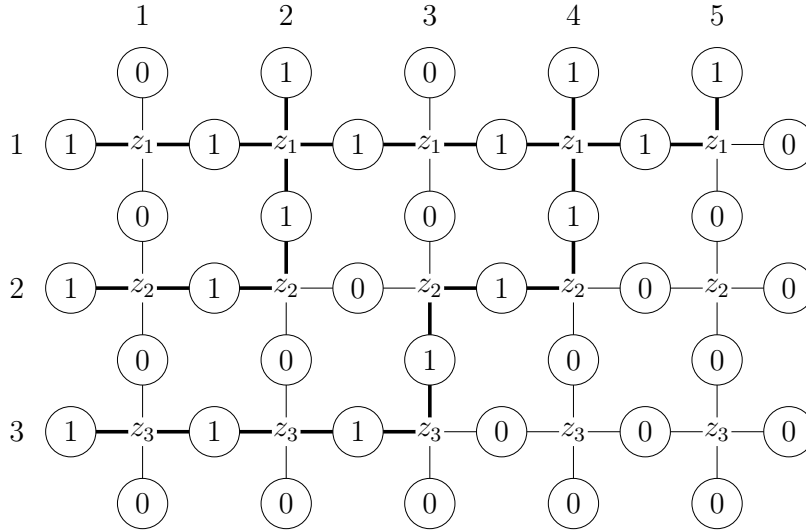 1 2 3 4 5
0 1 0 1 1
1 1 z₁ 1 z₁ 1 z₁ 1 z₁ 1 z₁ 0
0 1 0 1 0
2 1 z₂ 1 z₂ 0 z₂ 1 z₂ 0 z₂ 0
0 0 1 0 0
3 1 z₃ 1 z₃ 1 z₃ 0 z₃ 0 z₃ 0
0 0 0 0 0